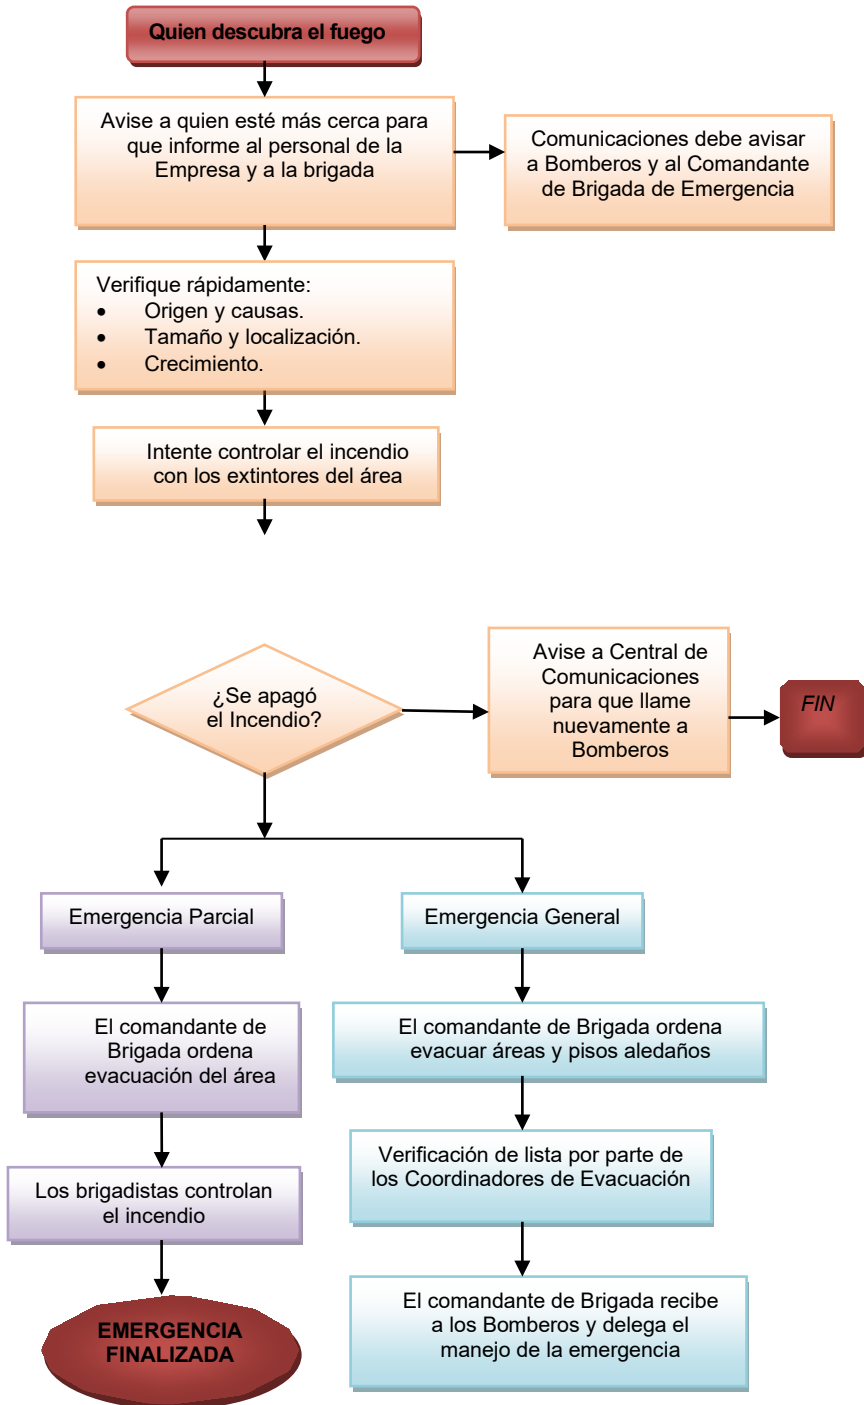 Quien descubra el fuego
Avise a quien esté más cerca para
que informe al personal de la
Empresa y a la brigada
Comunicaciones debe avisar
a Bomberos y al Comandante
de Brigada de Emergencia
Verifique rápidamente:
• Origen y causas.
• Tamaño y localización.
• Crecimiento.
Intente controlar el incendio
con los extintores del área
¿Se apagó
el Incendio?
Avise a Central de
Comunicaciones
para que llame
nuevamente a
Bomberos
FIN
Emergencia Parcial
El comandante de
Brigada ordena
evacuación del área
Los brigadistas controlan
el incendio
EMERGENCIA
FINALIZADA
Emergencia General
El comandante de Brigada ordena
evacuar áreas y pisos aledaños
Verificación de lista por parte de
los Coordinadores de Evacuación
El comandante de Brigada recibe
a los Bomberos y delega el
manejo de la emergencia